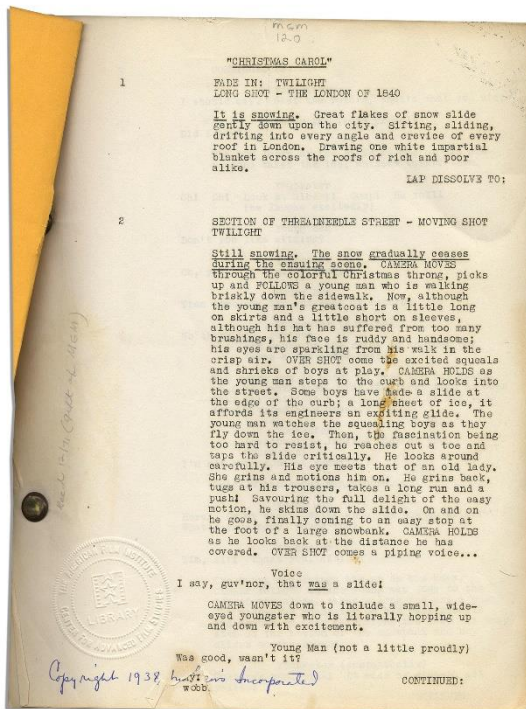 mgm
120
"CHRISTMAS CAROL"
1 FADE IN: TWILIGHT
LONG SHOT - THE LONDON OF 1840
It is snowing. Great flakes of snow slide
gently down upon the city. Sifting, sliding,
drifting into every angle and crevice of every
roof in London. Drawing one white impartial
blanket across the roofs of rich and poor
alike.
LAP DISSOLVE TO:
2 SECTION OF THREADNEEDLE STREET - MOVING SHOT
TWILIGHT
Still snowing. The snow gradually ceases
during the ensuing scene. CAMERA MOVES
through the colorful Christmas throng, picks
up and FOLLOWS a young man who is walking
briskly down the sidewalk. Now, although
the young man's greatcoat is a little long
on skirts and a little short on sleeves,
although his hat has suffered from too many
brushings, his face is ruddy and handsome;
his eyes are sparkling from his walk in the
crisp air. OVER SHOT come the excited squeals
and shrieks of boys at play. CAMERA HOLDS as
the young man steps to the curb and looks into
the street. Some boys have made a slide at
the edge of the curb; a long sheet of ice, it
affords its engineers an exciting glide. The
young man watches the squealing boys as they
fly down the ice. Then, the fascination being
too hard to resist, he reaches out a toe and
taps the slide critically. He looks around
carefully. His eye meets that of an old lady.
She grins and motions him on. He grins back,
tugs at his trousers, takes a long run and a
push! Savouring the full delight of the easy
motion, he skims down the slide. On and on
he goes, finally coming to an easy stop at
the foot of a large snowbank. CAMERA HOLDS
as he looks back at the distance he has
covered. OVER SHOT comes a piping voice...
Voice
I say, guv'nor, that was a slide!
CAMERA MOVES down to include a small, wide-
eyed youngster who is literally hopping up
and down with excitement.
Young Man (not a little proudly)
Was good, wasn't it?
CONTINUED:
Copyright 1938, Incorporated
THE AMERICAN FILM INSTITUTE
CENTER FOR ADVANCED FILM STUDIES
LIBRARY